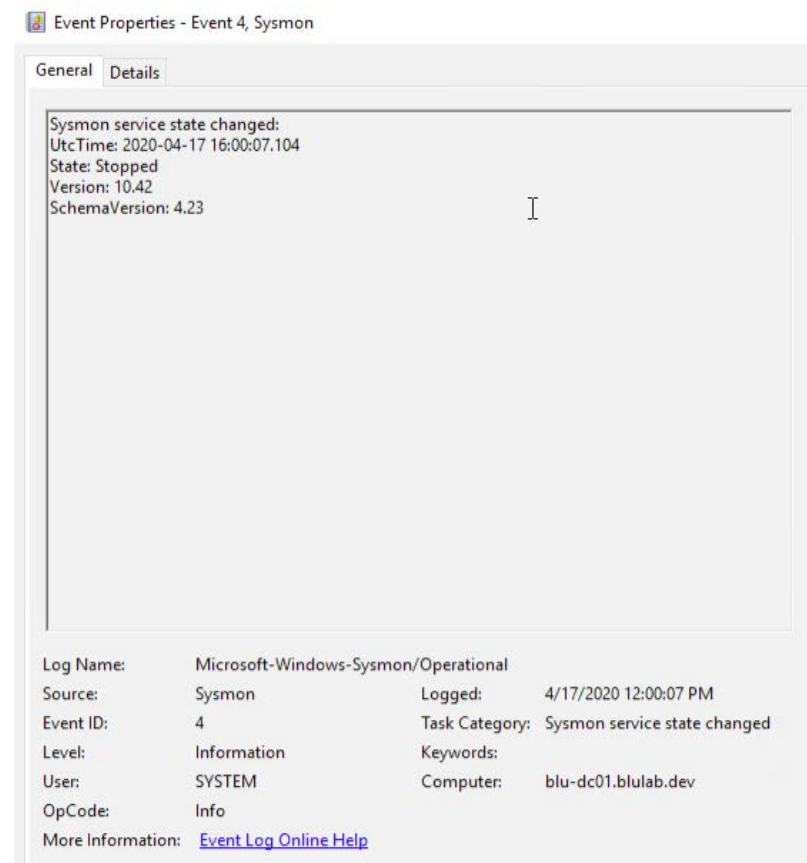 Event Properties - Event 4, Sysmon
General Details
Sysmon service state changed:
UtcTime: 2020-04-17 16:00:07.104
State: Stopped
Version: 10.42
SchemaVersion: 4.23
Log Name: Microsoft-Windows-Sysmon/Operational
Source: Sysmon Logged: 4/17/2020 12:00:07 PM
Event ID: 4 Task Category: Sysmon service state changed
Level: Information Keywords:
User: SYSTEM Computer: blu-dc01.blulab.dev
OpCode: Info
More Information: Event Log Online Help